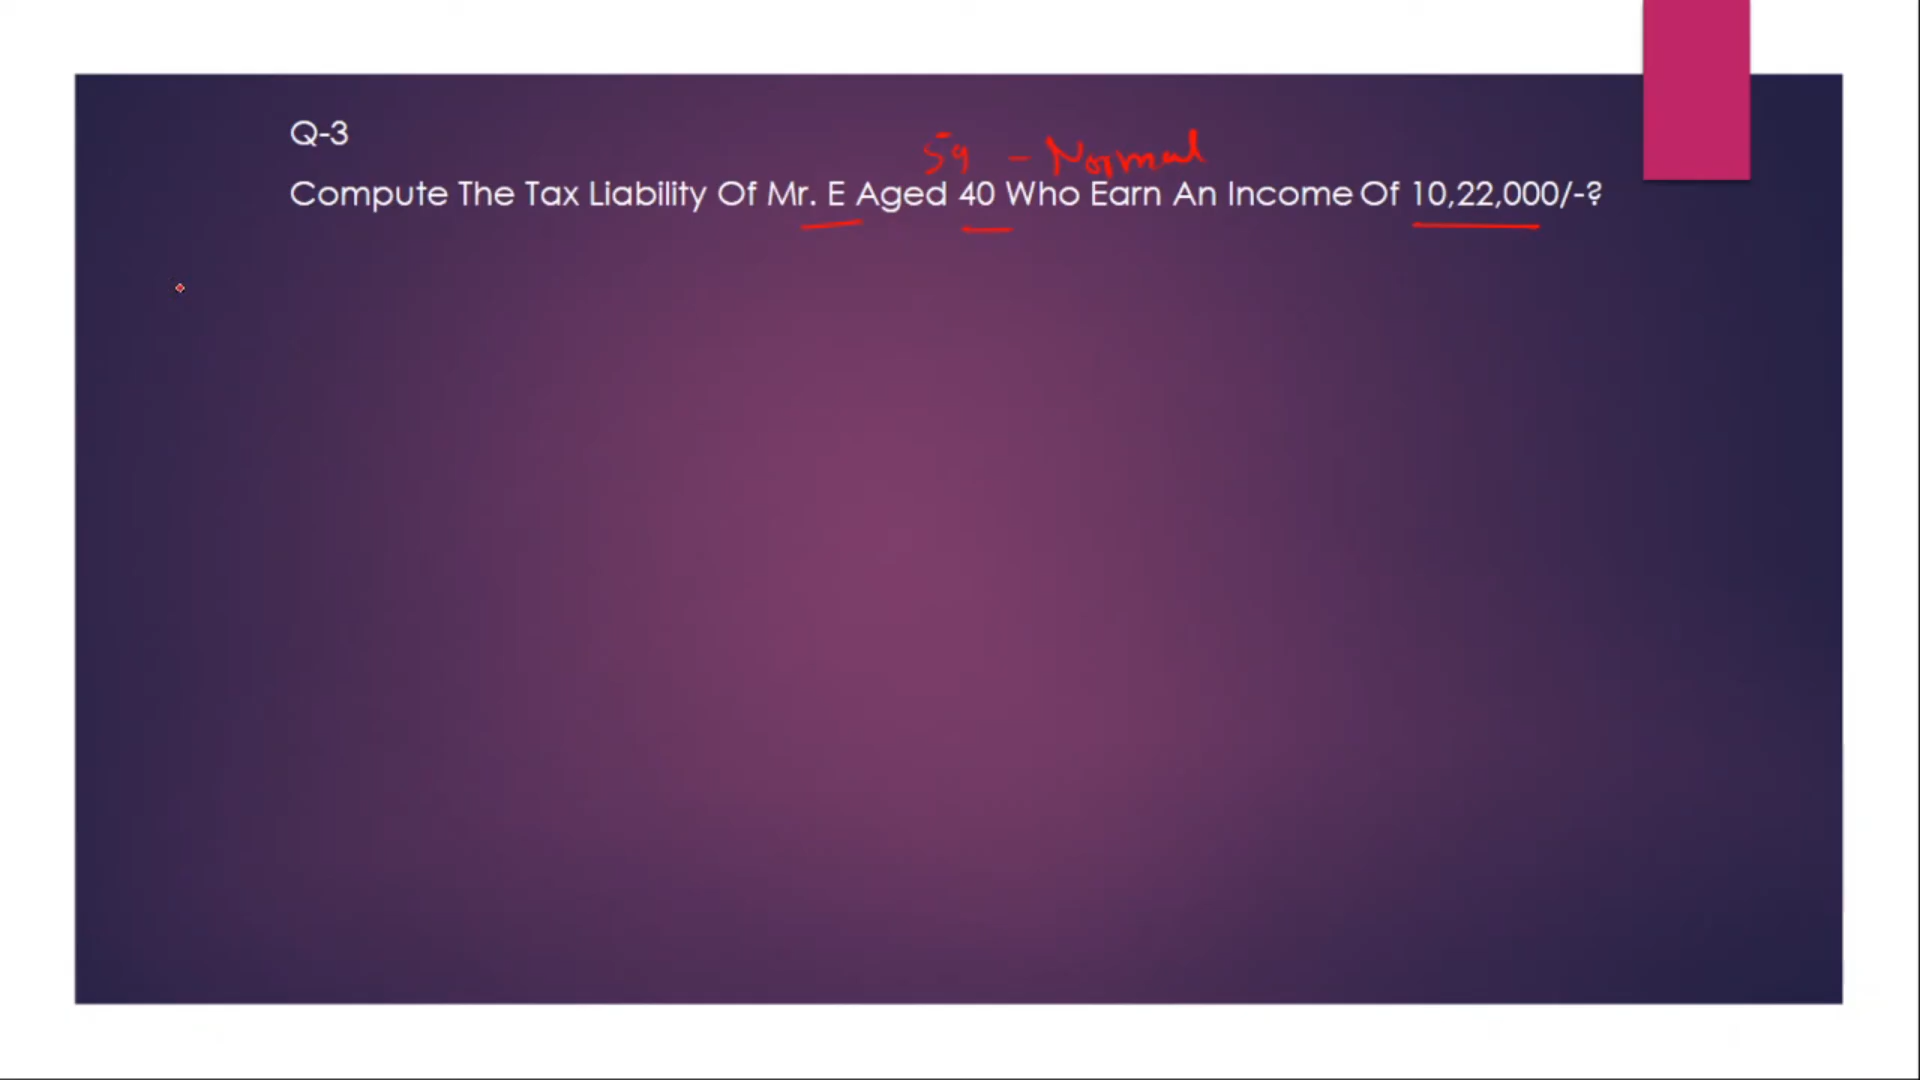 Q-3
59 - Normal
Compute The Tax Liability Of Mr. E Aged 40 Who Earn An Income Of 10,22,000/-?